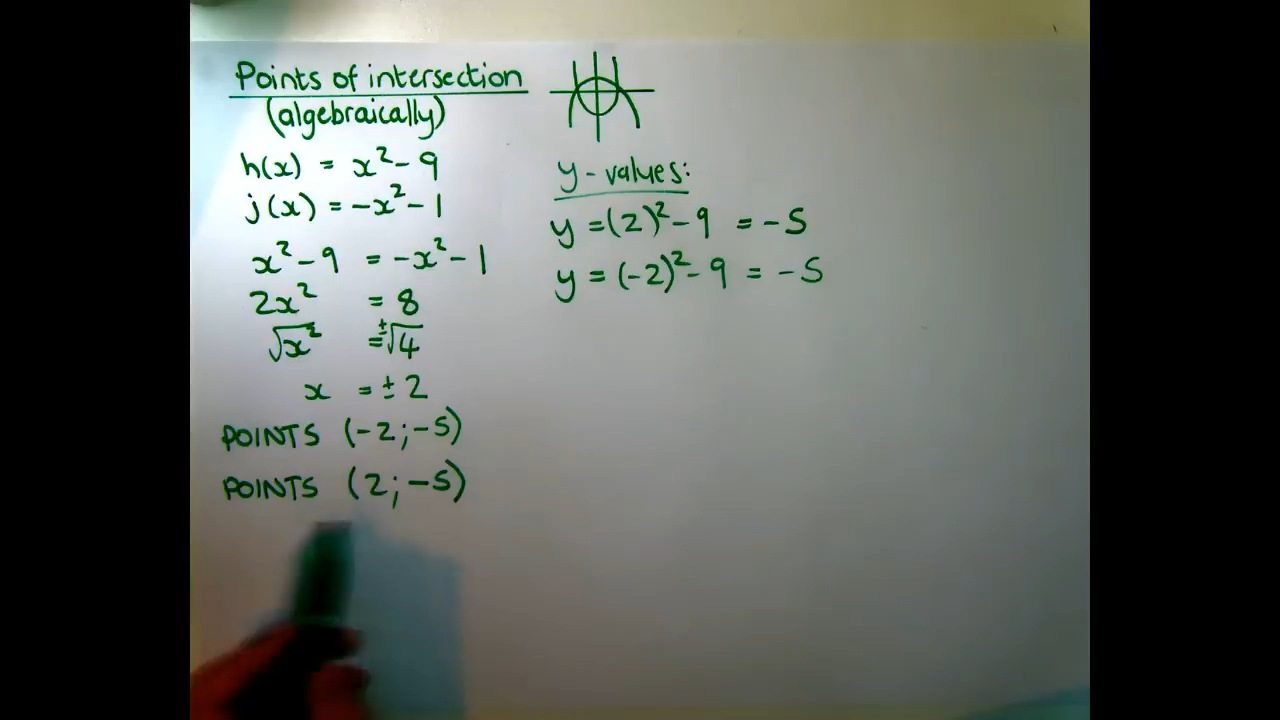 Points of intersection
(algebraically)
h(x) = x² - 9
j(x) = -x² - 1
x² - 9 = -x² - 1
2x² = 8
√x² = ±√4
x = ± 2
POINTS (-2; -5)
POINTS (2; -5)
y - values:
y = (2)² - 9 = -5
y = (-2)² - 9 = -5